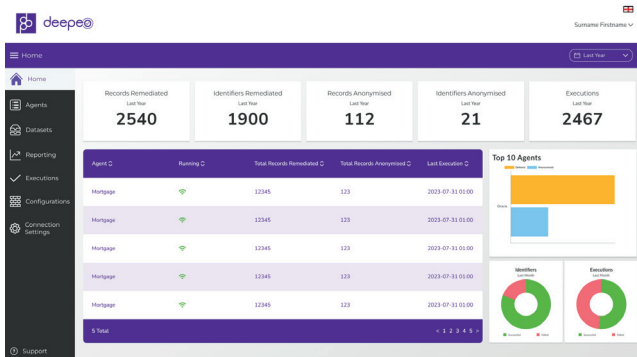 deepeo
Surname Firstname
Home
Last Year
Home
Agents
Datasets
Reporting
Executions
Configurations
Connection
Settings
Support
Records Remediated
Last Year
2540
Identifiers Remediated
Last Year
1900
Records Anonymised
Last Year
112
Identifiers Anonymised
Last Year
21
Executions
Last Year
2467
Agent Running Total Records Remediated Total Records Anonymised Last Execution
Mortgage 12345 123 2023-07-31 01:00
Mortgage 12345 123 2023-07-31 01:00
Mortgage 12345 123 2023-07-31 01:00
Mortgage 12345 123 2023-07-31 01:00
Mortgage 12345 123 2023-07-31 01:00
5 Total < 1 2 3 4 5 >
Top 10 Agents
Identifiers
Last Month
Executions
Last Month